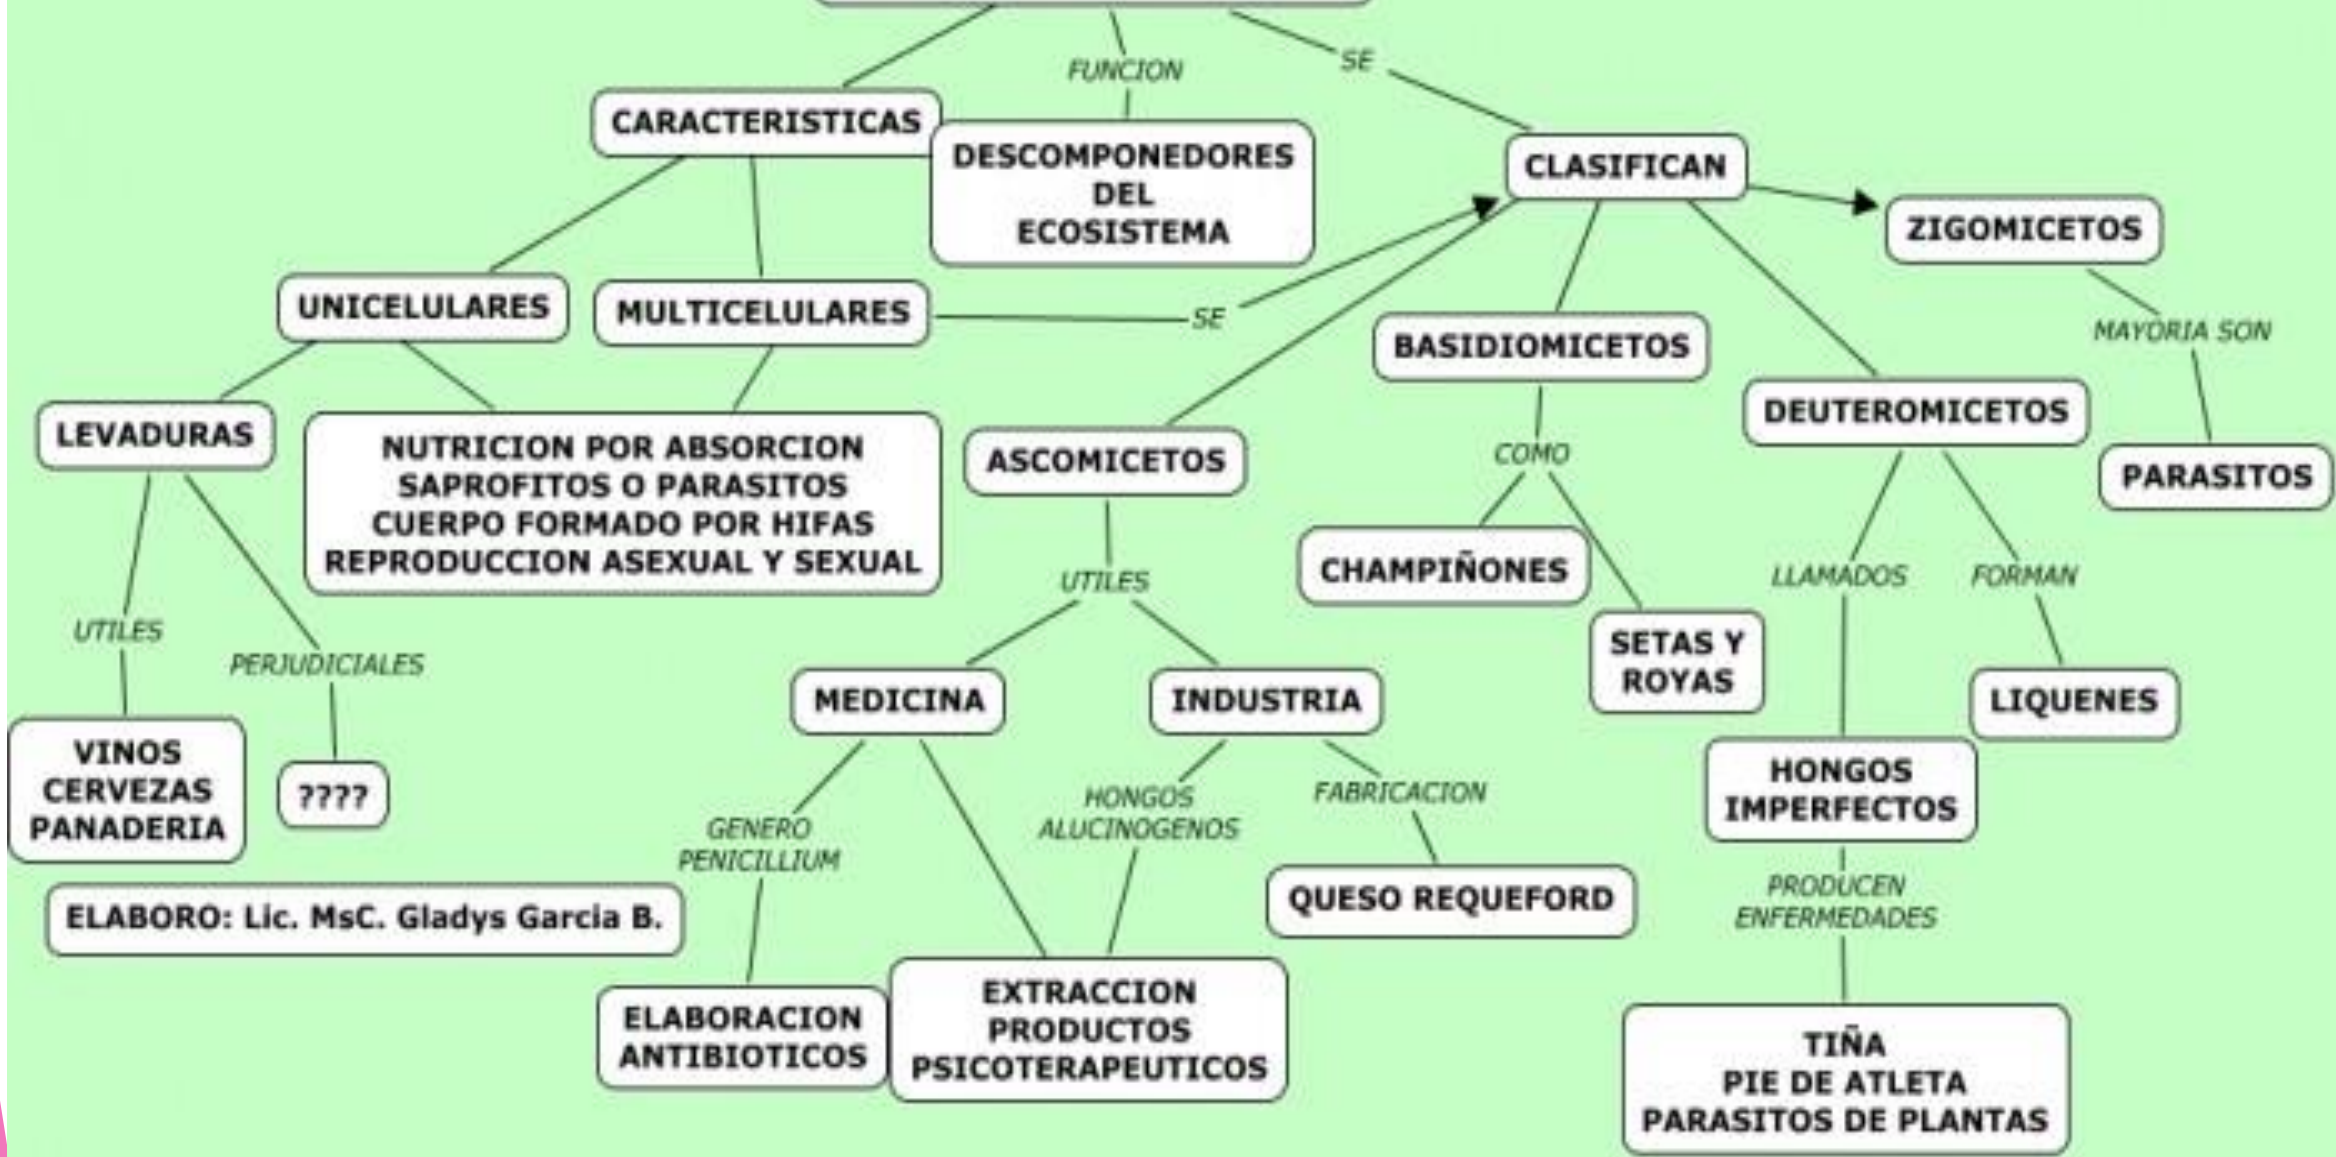 SE
FUNCION
CARACTERISTICAS
DESCOMPONEDORES
DEL
ECOSISTEMA
CLASIFICAN
ZIGOMICETOS
UNICELULARES
MULTICELULARES
SE
BASIDIOMICETOS
MAYORIA SON
LEVADURAS
NUTRICION POR ABSORCION
SAPROFITOS O PARASITOS
CUERPO FORMADO POR HIFAS
REPRODUCCION ASEXUAL Y SEXUAL
ASCOMICETOS
COMO
DEUTEROMICETOS
PARASITOS
UTILES
CHAMPIÑONES
LLAMADOS
FORMAN
UTILES
PERJUDICIALES
SETAS Y
ROYAS
MEDICINA
INDUSTRIA
LIQUENES
VINOS
CERVEZAS
PANADERIA
????
HONGOS
IMPERFECTOS
GENERO
PENICILLIUM
HONGOS
ALUCINOGENOS
FABRICACION
QUESO REQUEFORD
PRODUCEN
ENFERMEDADES
ELABORO: Lic. MsC. Gladys Garcia B.
ELABORACION
ANTIBIOTICOS
EXTRACCION
PRODUCTOS
PSICOTERAPEUTICOS
TIÑA
PIE DE ATLETA
PARASITOS DE PLANTAS